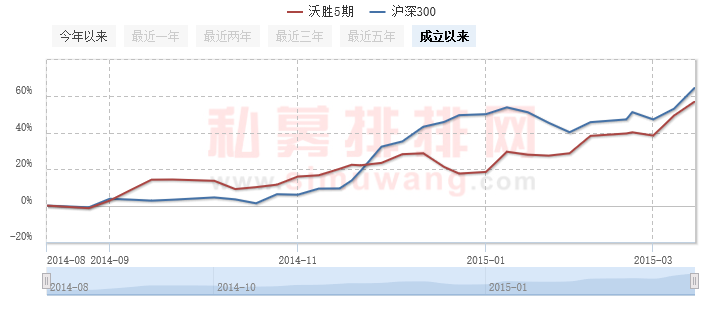 沃胜5期 沪深300
今年以来 最近一年 最近两年 最近三年 最近五年 成立以来
60%
40%
私募排排网
20%
www.simuwang.com
0%
-20%
2014-08 2014-09 2014-11 2015-01 2015-03
2014-08 2014-10 2015-01